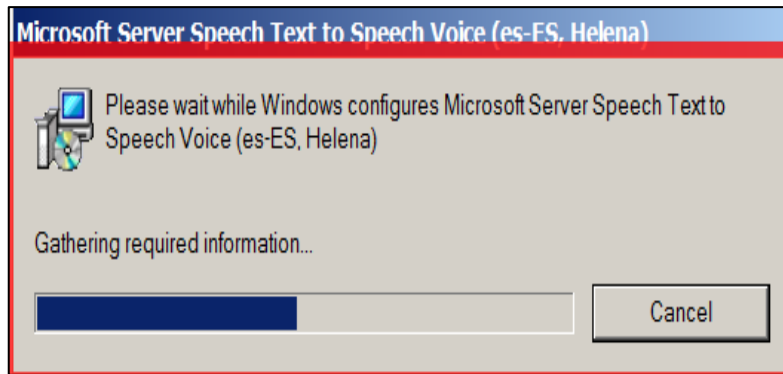 Microsoft Server Speech Text to Speech Voice (es-ES, Helena)
Please wait while Windows configures Microsoft Server Speech Text to
Speech Voice (es-ES, Helena)
Gathering required information...
Cancel